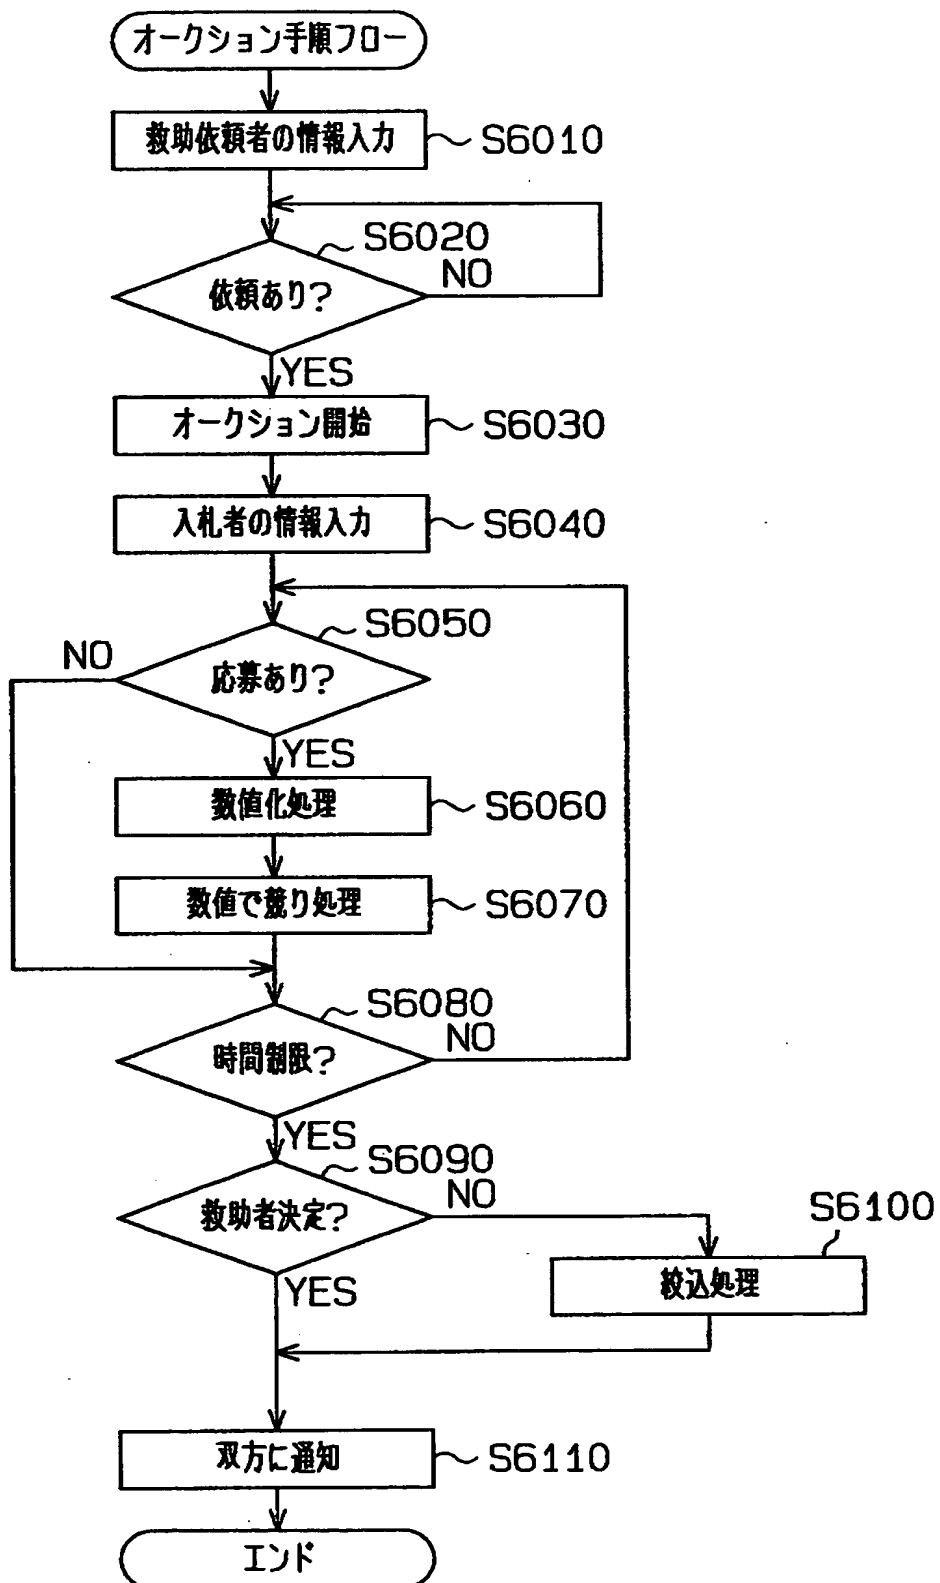 オークション手順フロー
救助依頼者の情報入力
S6010
S6020
依頼あり?
NO
YES
オークション開始
S6030
入札者の情報入力
S6040
S6050
NO
応募あり?
YES
数値化処理
S6060
数値で競り処理
S6070
S6080
時間制限?
NO
YES
S6090
救助者決定?
NO
S6100
YES
絞込処理
双方に通知
S6110
エンド